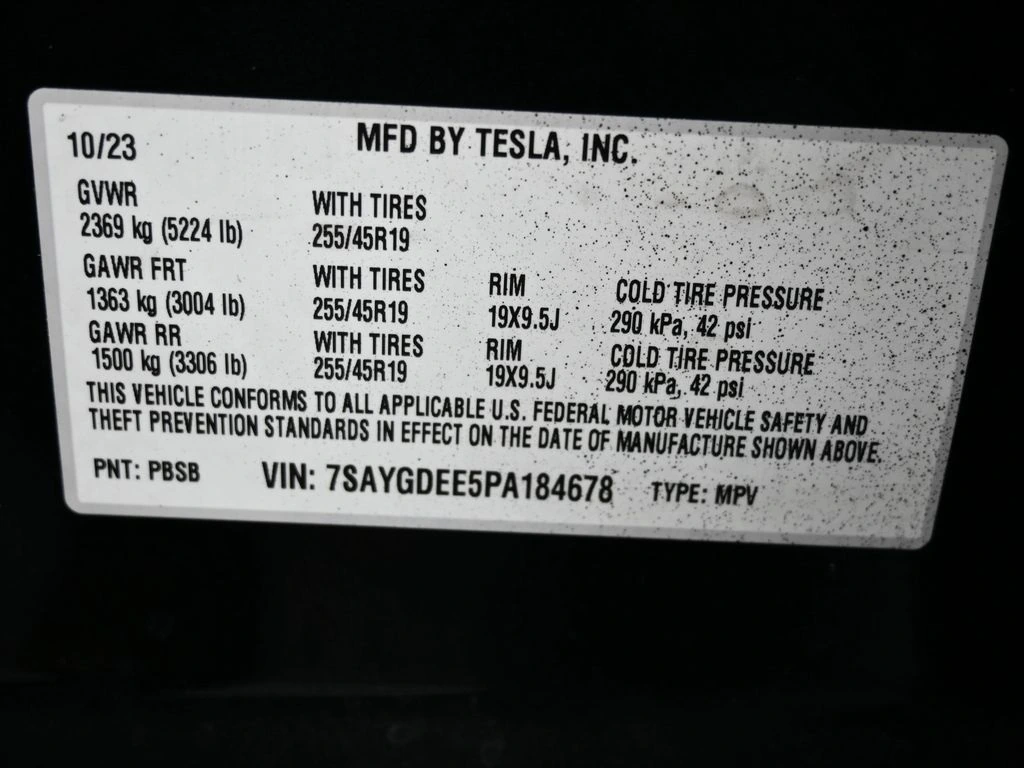 MFD BY TESLA, INC.
10/23
GVWR WITH TIRES
2369 kg (5224 lb) 255/45R19
GAWR FRT WITH TIRES RIM COLD TIRE PRESSURE
1363 kg (3004 lb) 255/45R19 19X9.5J 290 kPa, 42 psi
GAWR RR WITH TIRES RIM COLD TIRE PRESSURE
1500 kg (3306 lb) 255/45R19 19X9.5J 290 kPa, 42 psi
THIS VEHICLE CONFORMS TO ALL APPLICABLE U.S. FEDERAL MOTOR VEHICLE SAFETY AND
THEFT PREVENTION STANDARDS IN EFFECT ON THE DATE OF MANUFACTURE SHOWN ABOVE.
PNT: PBSB VIN: 7SAYGDEE5PA184678 TYPE: MPV